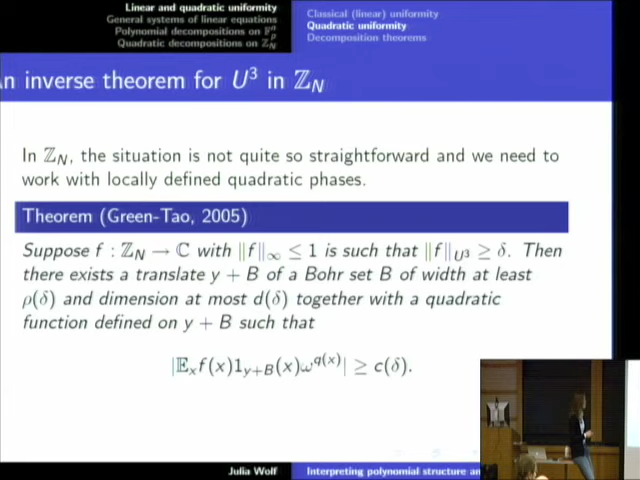 Linear and quadratic uniformity
General systems of linear equations
Polynomial decompositions on 𝔽ₚⁿ
Quadratic decompositions on ℤ_N
Classical (linear) uniformity
Quadratic uniformity
Decomposition theorems
n inverse theorem for U³ in ℤ_N
In ℤ_N, the situation is not quite so straightforward and we need to
work with locally defined quadratic phases.
Theorem (Green-Tao, 2005)
Suppose f : ℤ_N → ℂ with ‖f‖_∞ ≤ 1 is such that ‖f‖_{U³} ≥ δ. Then
there exists a translate y + B of a Bohr set B of width at least
ρ(δ) and dimension at most d(δ) together with a quadratic
function defined on y + B such that
|𝔼ₓf(x)1_{y+B}(x)ω^{q(x)}| ≥ c(δ).
Julia Wolf
Interpreting polynomial structure an